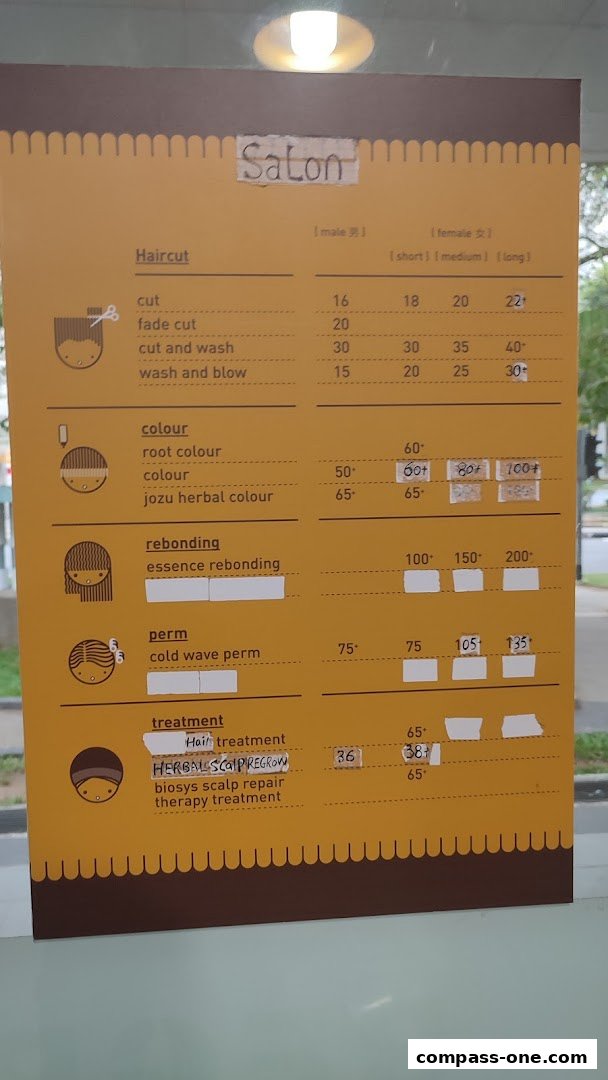 Salon
[ male 男 ] [ female 女 ]
Haircut [ short ] [ medium ] [ long ]
cut 16 18 20 22+
fade cut 20
cut and wash 30 30 35 40+
wash and blow 15 20 25 30+
colour
root colour 60+
colour 50+ 60+ 80+ 100+
jozu herbal colour 65+ 65+
rebonding
essence rebonding 100+ 150+ 200+
perm
cold wave perm 75+ 75 105+ 135+
treatment
Hair treatment 65+
HERBAL SCalP REGROW 36 38+
biosys scalp repair 65+
therapy treatment
compass-one.com